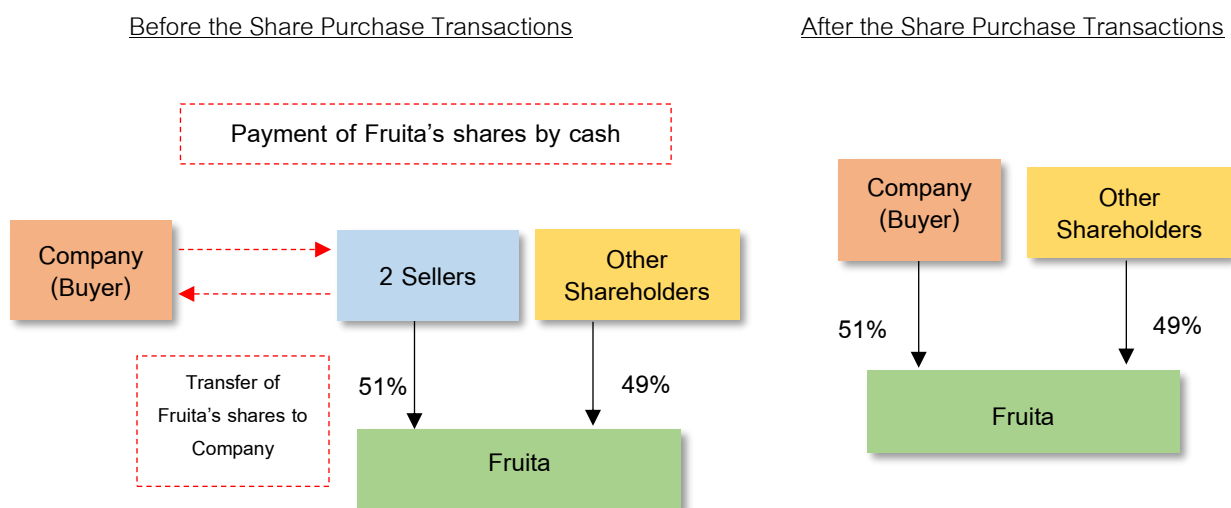 Before the Share Purchase Transactions
Payment of Fruita's shares by cash
Company
(Buyer)
2 Sellers
Other
Shareholders
Transfer of
Fruita's shares to
Company
51%
49%
Fruita
After the Share Purchase Transactions
Company
(Buyer)
Other
Shareholders
51%
49%
Fruita